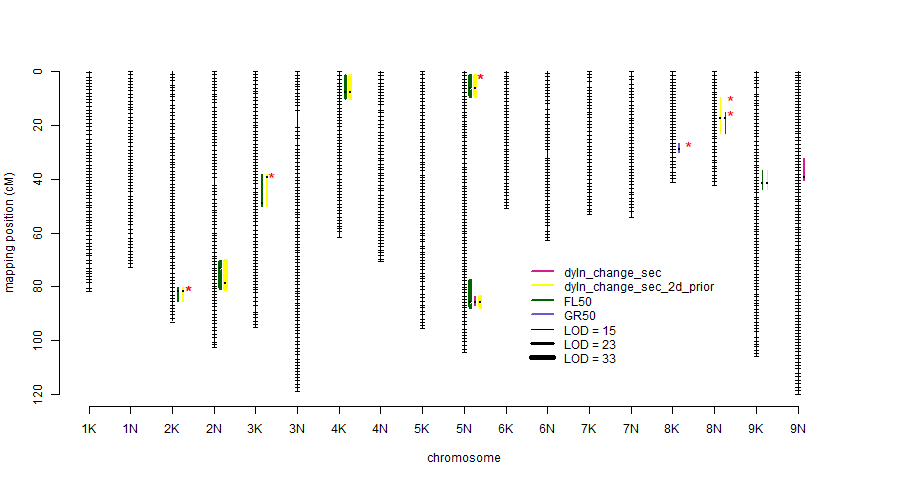 0
20
40
60
80
100
120
mapping position (cM)
*
*
*
*
*
*
dyln_change_sec
dyln_change_sec_2d_prior
FL50
GR50
LOD = 15
LOD = 23
LOD = 33
1K 1N 2K 2N 3K 3N 4K 4N 5K 5N 6K 6N 7K 7N 8K 8N 9K 9N
chromosome